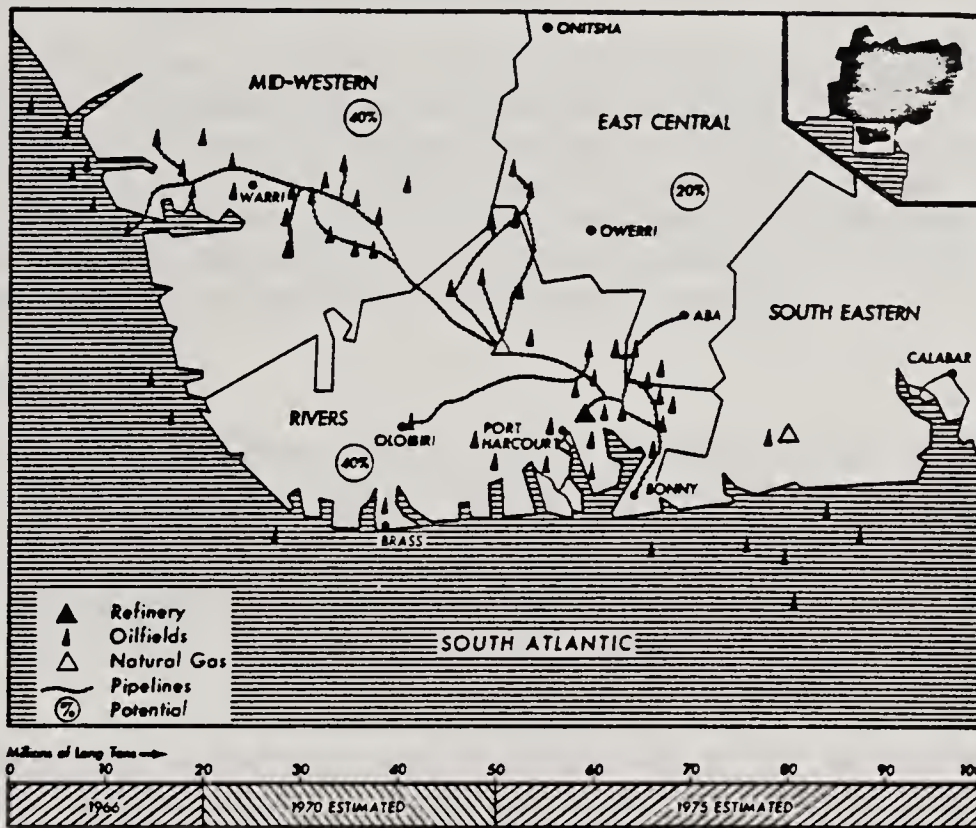 ONITSHA
MID-WESTERN
40%
EAST CENTRAL
20%
WARRI
OWERRI
ABA
SOUTH EASTERN
CALABAR
RIVERS
OLOIBIRI
PORT
HARCOURT
40%
BONNY
BRASS
Refinery
Oilfields
Natural Gas
Pipelines
% Potential
SOUTH ATLANTIC
Millions of Long Tons
0 10 20 30 40 50 60 70 80 90 100
1966 1970 ESTIMATED 1975 ESTIMATED